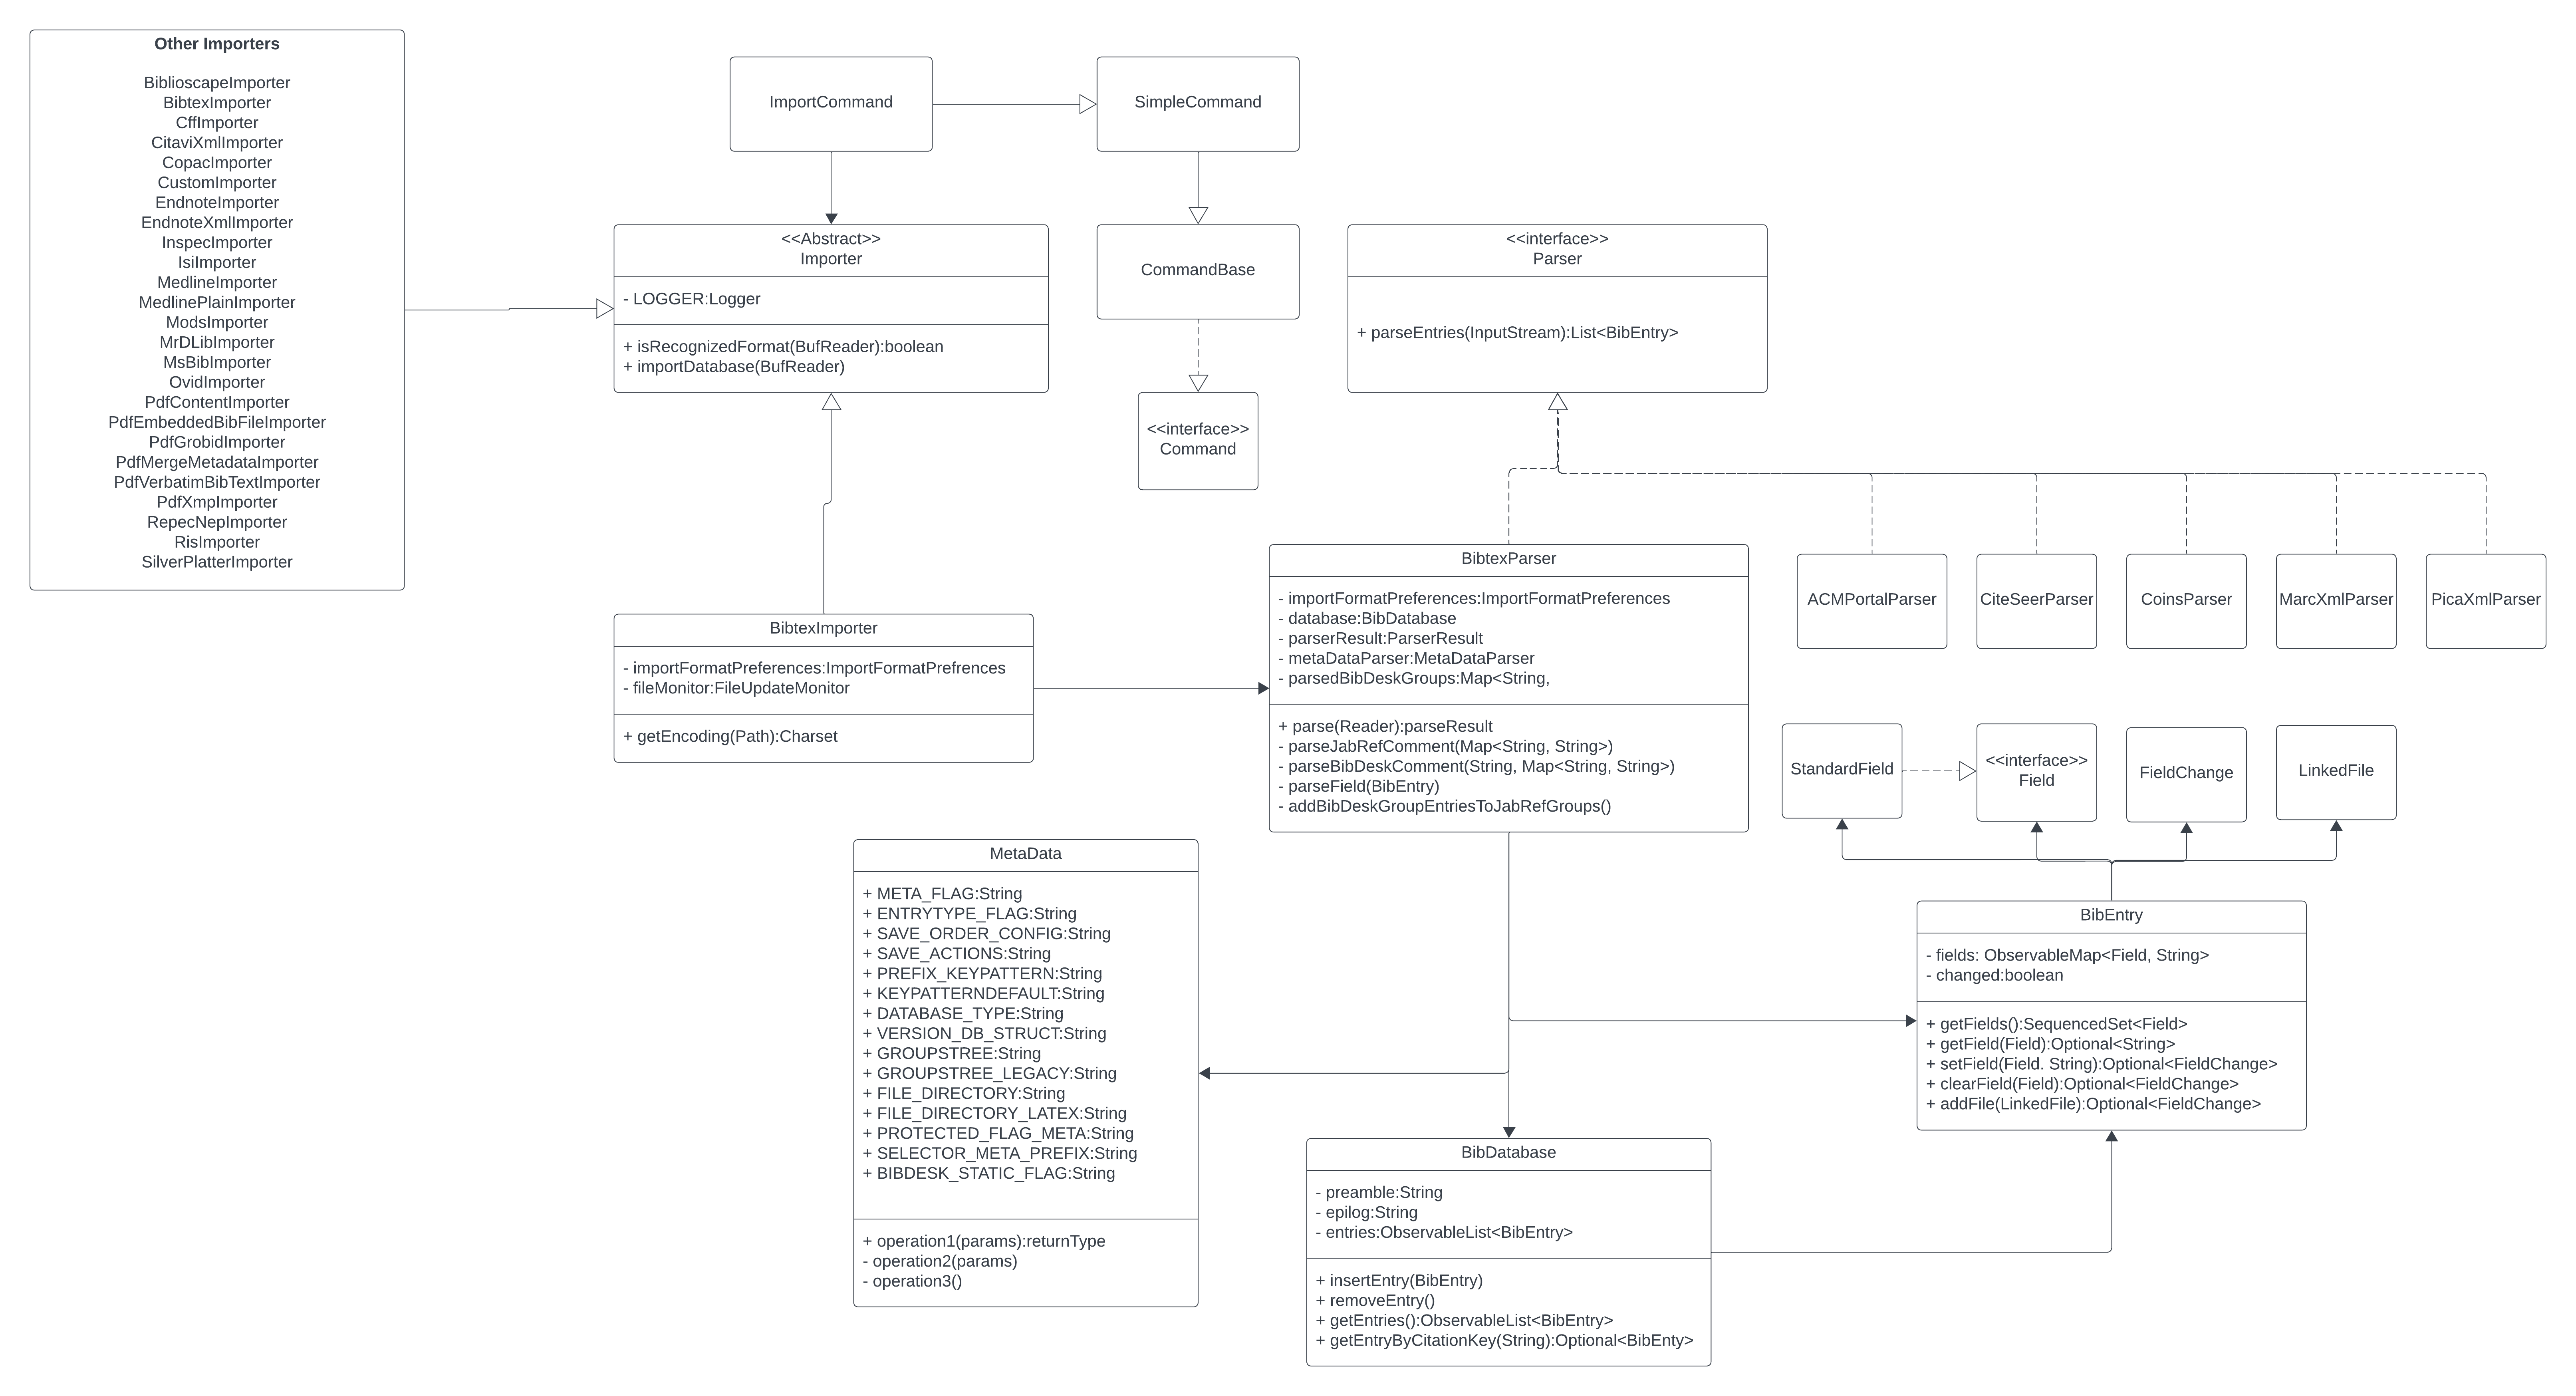 Other Importers
BiblioscapeImporter
BibtexImporter
CffImporter
CitaviXmlImporter
CopacImporter
CustomImporter
EndnoteImporter
EndnoteXmlImporter
InspecImporter
IsiImporter
MedlineImporter
MedlinePlainImporter
ModsImporter
MrDLibImporter
MsBibImporter
OvidImporter
PdfContentImporter
PdfEmbeddedBibFileImporter
PdfGrobidImporter
PdfMergeMetadataImporter
PdfVerbatimBibTextImporter
PdfXmpImporter
RepecNepImporter
RisImporter
SilverPlatterImporter
ImportCommand
SimpleCommand
<<Abstract>>
Importer
- LOGGER:Logger
+ isRecognizedFormat(BufReader):boolean
+ importDatabase(BufReader)
CommandBase
<<interface>>
Command
<<interface>>
Parser
+ parseEntries(InputStream):List<BibEntry>
BibtexImporter
- importFormatPreferences:ImportFormatPrefrences
- fileMonitor:FileUpdateMonitor
+ getEncoding(Path):Charset
BibtexParser
- importFormatPreferences:ImportFormatPreferences
- database:BibDatabase
- parserResult:ParserResult
- metaDataParser:MetaDataParser
- parsedBibDeskGroups:Map<String,
+ parse(Reader):parseResult
- parseJabRefComment(Map<String, String>)
- parseBibDeskComment(String, Map<String, String>)
- parseField(BibEntry)
- addBibDeskGroupEntriesToJabRefGroups()
ACMPortalParser
CiteSeerParser
CoinsParser
MarcXmlParser
PicaXmlParser
StandardField
<<interface>>
Field
FieldChange
LinkedFile
MetaData
+ META_FLAG:String
+ ENTRYTYPE_FLAG:String
+ SAVE_ORDER_CONFIG:String
+ SAVE_ACTIONS:String
+ PREFIX_KEYPATTERN:String
+ KEYPATTERNDEFAULT:String
+ DATABASE_TYPE:String
+ VERSION_DB_STRUCT:String
+ GROUPSTREE:String
+ GROUPSTREE_LEGACY:String
+ FILE_DIRECTORY:String
+ FILE_DIRECTORY_LATEX:String
+ PROTECTED_FLAG_META:String
+ SELECTOR_META_PREFIX:String
+ BIBDESK_STATIC_FLAG:String
+ operation1(params):returnType
- operation2(params)
- operation3()
BibEntry
- fields: ObservableMap<Field, String>
- changed:boolean
+ getFields():SequencedSet<Field>
+ getField(Field):Optional<String>
+ setField(Field. String):Optional<FieldChange>
+ clearField(Field):Optional<FieldChange>
+ addFile(LinkedFile):Optional<FieldChange>
BibDatabase
- preamble:String
- epilog:String
- entries:ObservableList<BibEntry>
+ insertEntry(BibEntry)
+ removeEntry()
+ getEntries():ObservableList<BibEntry>
+ getEntryByCitationKey(String):Optional<BibEnty>